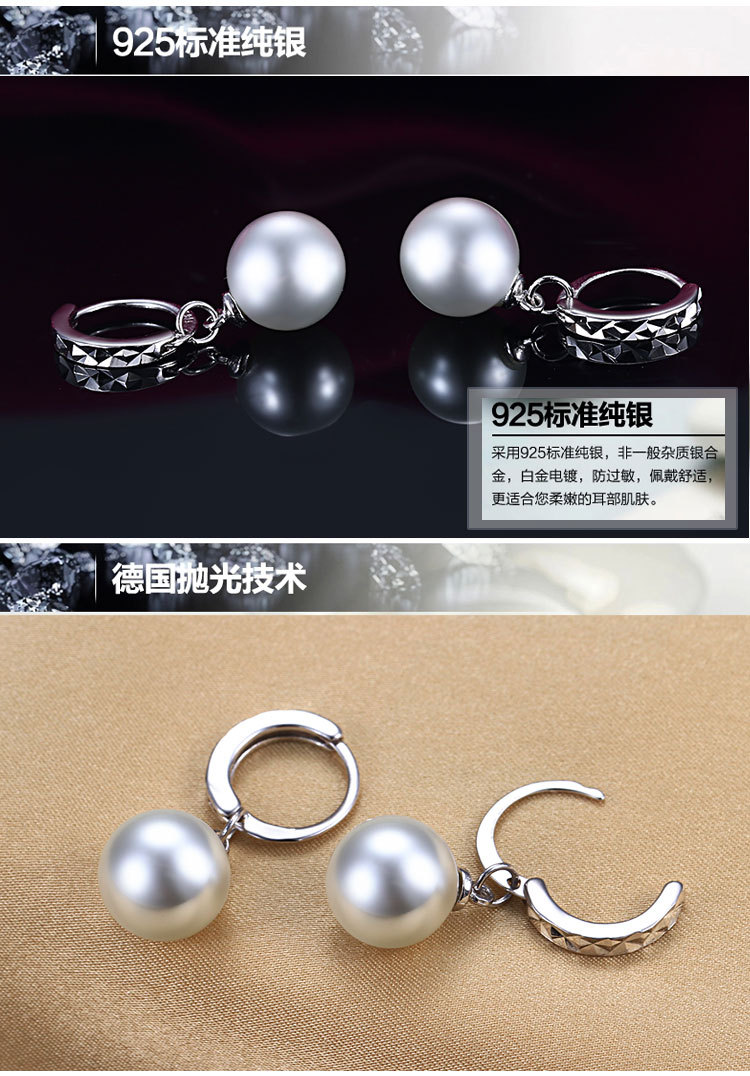 925标准纯银
925标准纯银
采用925标准纯银，非一般杂质银合
金，白金电镀，防过敏，佩戴舒适，
更适合您柔嫩的耳部肌肤。
德国抛光技术